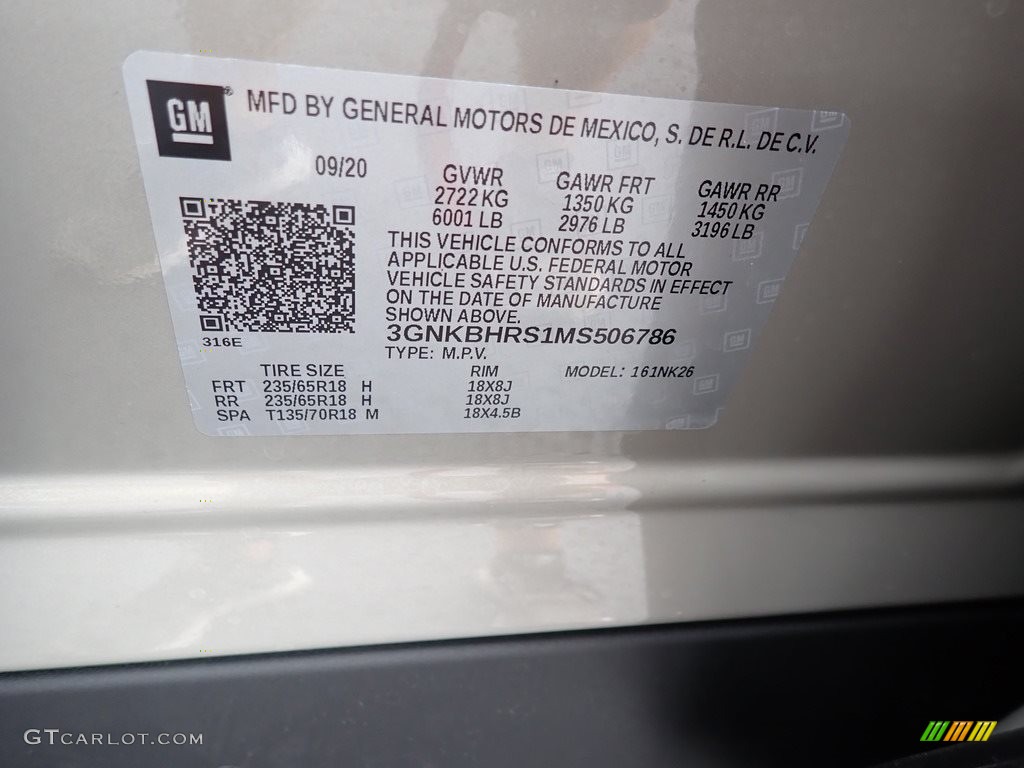 GM® MFD BY GENERAL MOTORS DE MEXICO, S. DE R.L. DE C.V.
09/20
GVWR GAWR FRT GAWR RR
2722 KG 1350 KG 1450 KG
6001 LB 2976 LB 3196 LB
THIS VEHICLE CONFORMS TO ALL
APPLICABLE U.S. FEDERAL MOTOR
VEHICLE SAFETY STANDARDS IN EFFECT
ON THE DATE OF MANUFACTURE
SHOWN ABOVE.
3GNKBHRS1MS506786
316E
TYPE: M.P.V.
TIRE SIZE RIM MODEL: 161NK26
FRT 235/65R18 H 18X8J
RR 235/65R18 H 18X8J
SPA T135/70R18 M 18X4.5B
GTCARLOT.COM